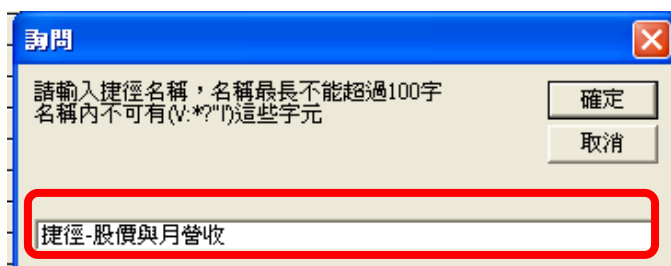 詢問
請輸入捷徑名稱，名稱最長不能超過100字
名稱內不可有(\/:*?"|)這些字元
確定
取消
捷徑-股價與月營收